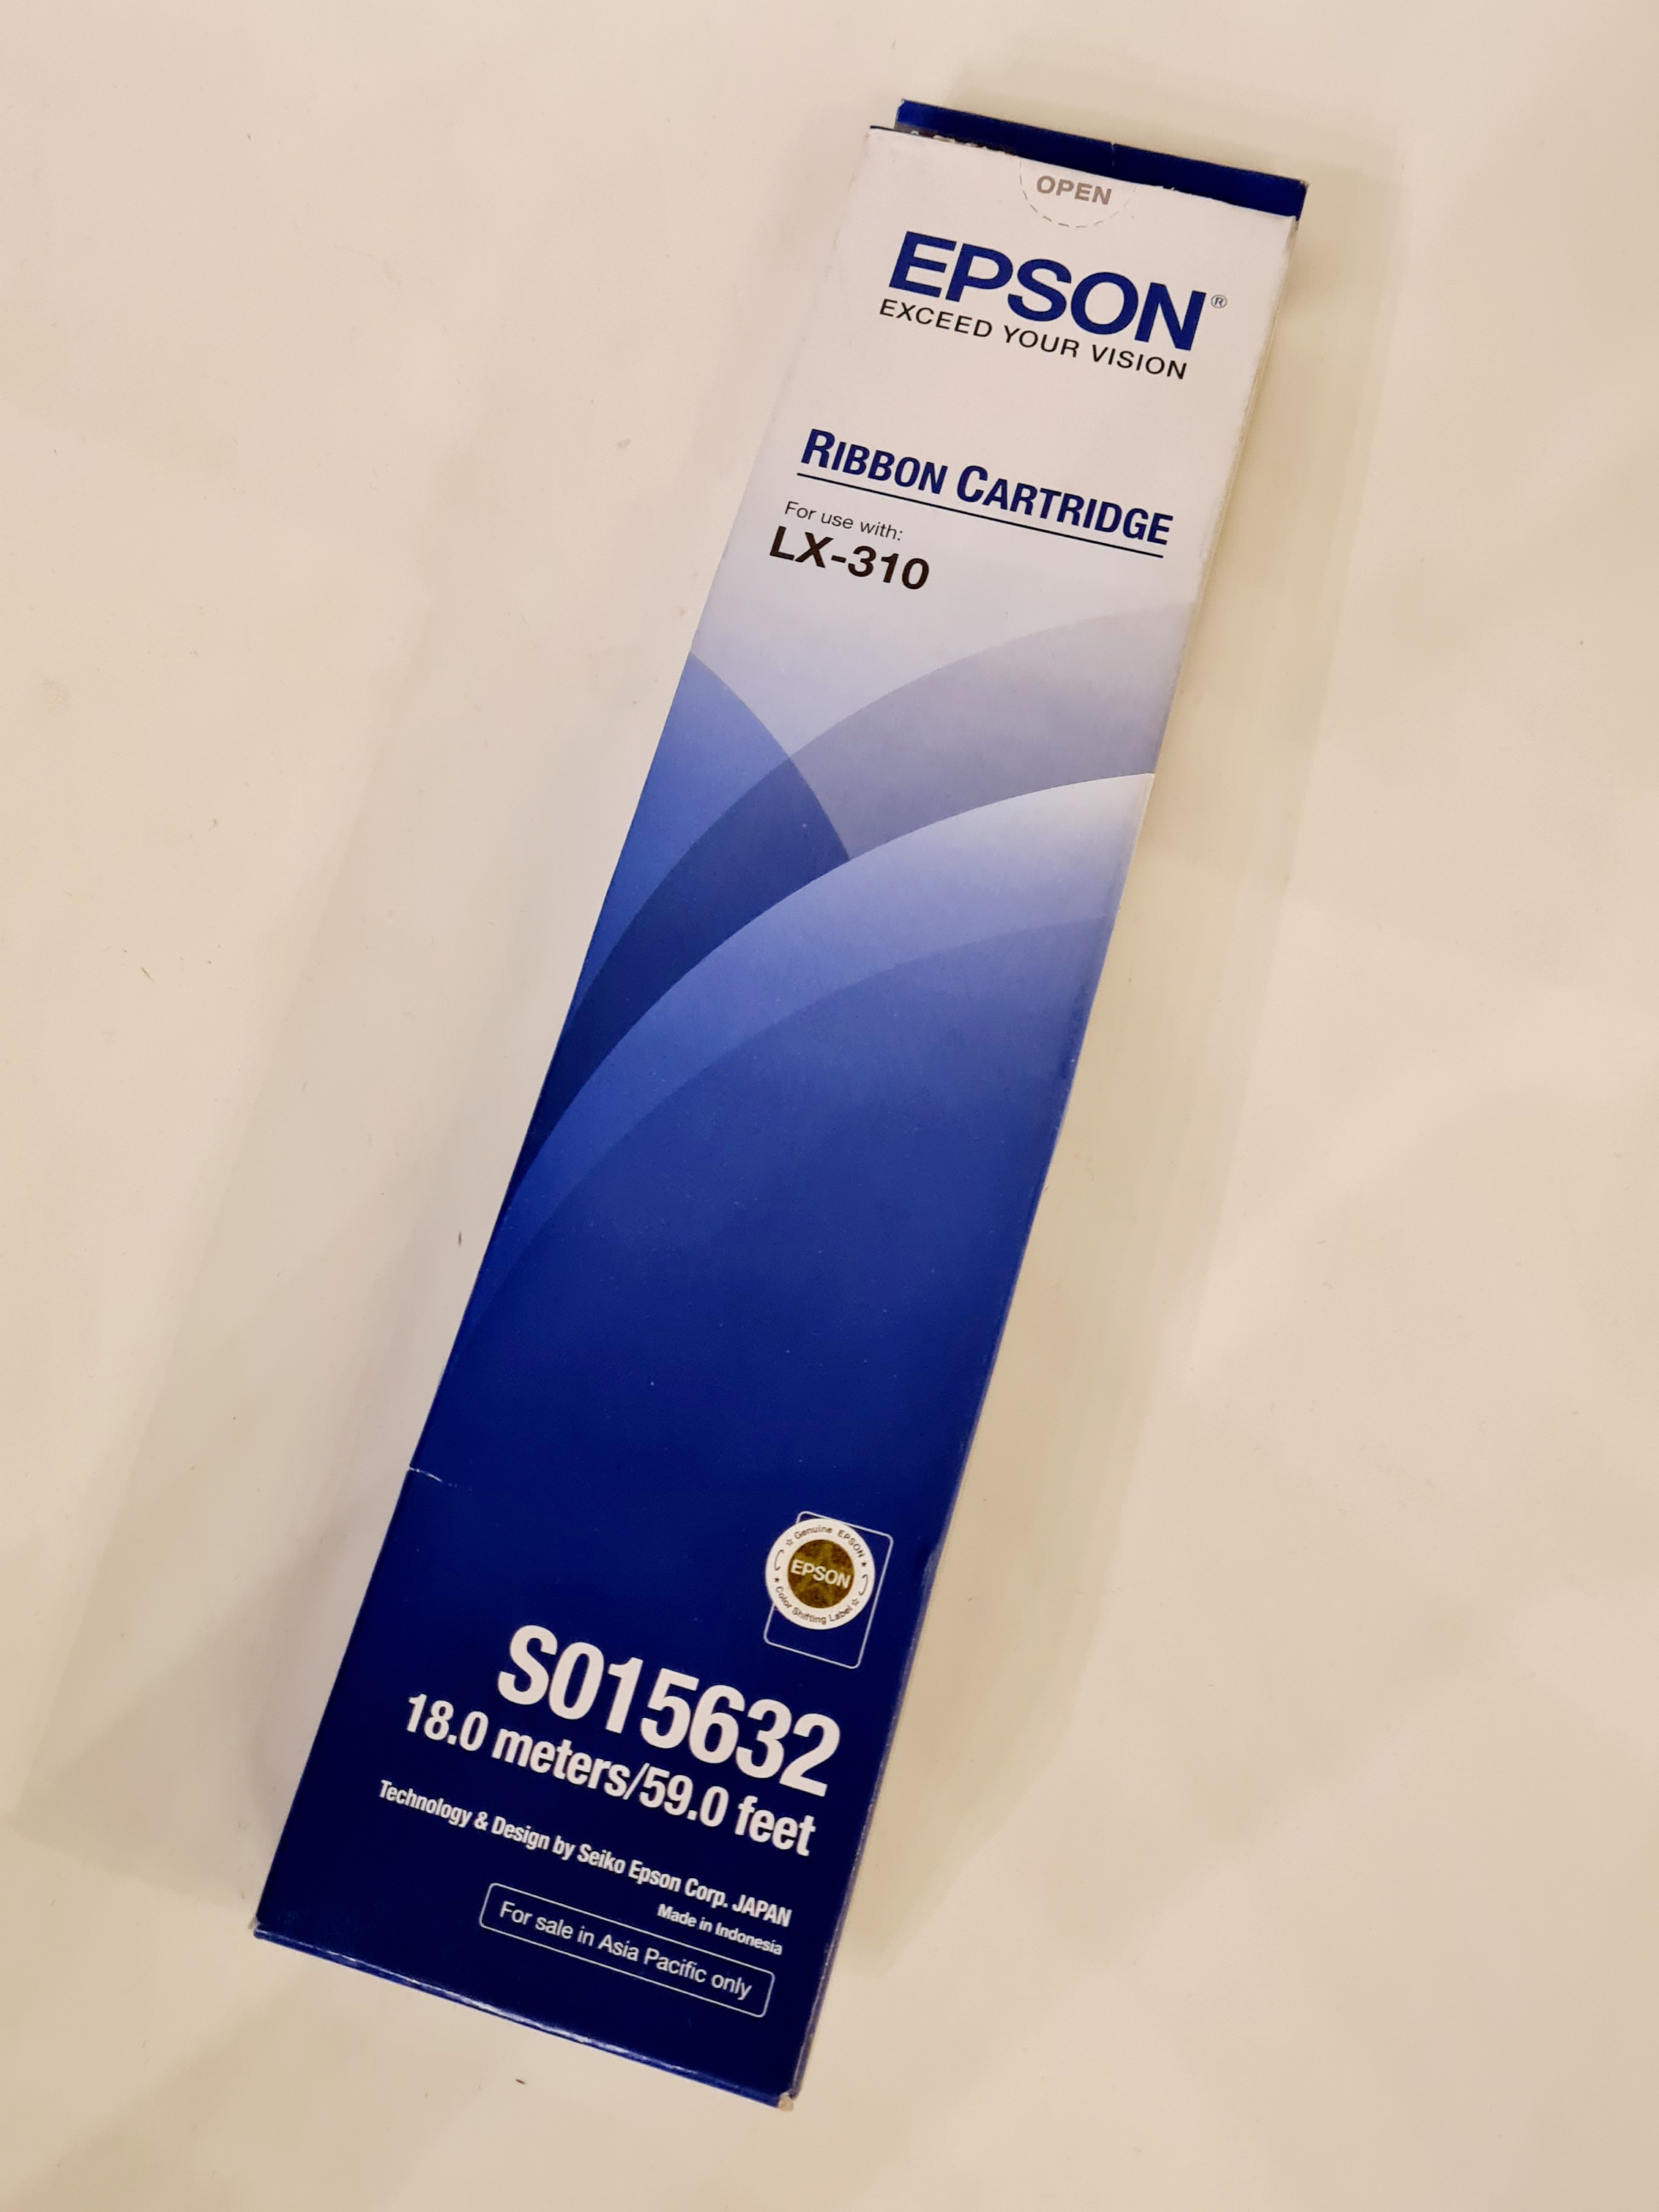 OPEN
EPSON®
EXCEED YOUR VISION
RIBBON CARTRIDGE
For use with:
LX-310
Genuine EPSON
EPSON
Color Shifting Label
S015632
18.0 meters/59.0 feet
Technology & Design by Seiko Epson Corp. JAPAN
Made in Indonesia
For sale in Asia Pacific only